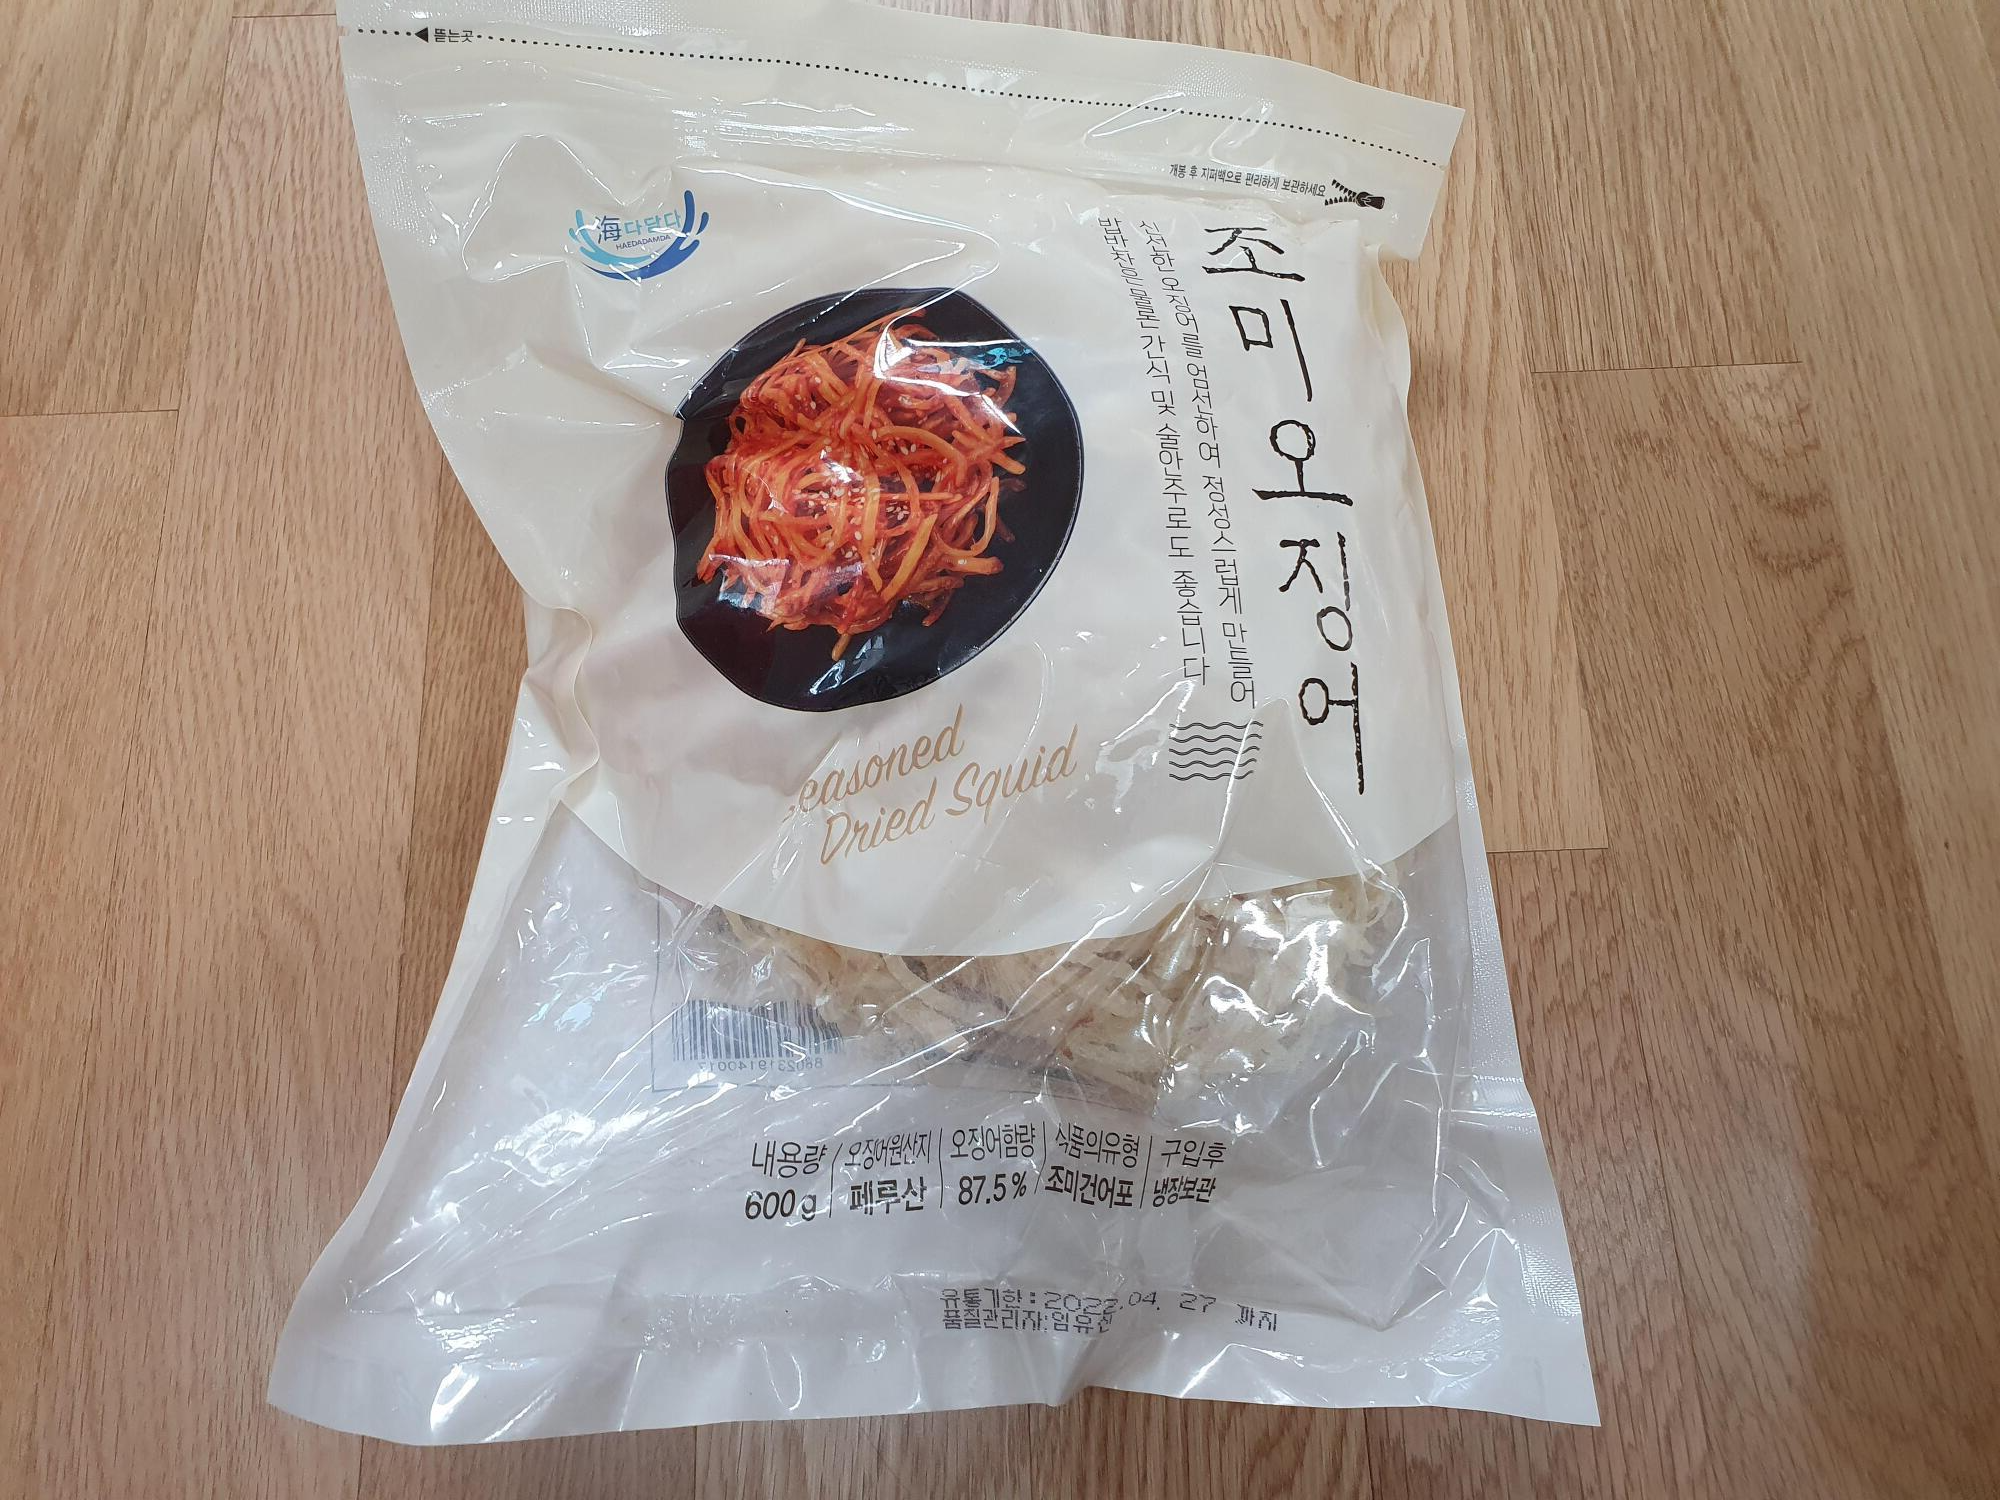 뜯는곳
개봉 후 지퍼백으로 편리하게 보관하세요
海다담다
HAEDADAMDA
조미오징어
신선한 오징어를 엄선하여 정성스럽게 만들어
밥반찬은 물론 간식 및 술안주로도 좋습니다
Seasoned
Dried Squid
내용량 오징어원산지 오징어함량 식품의유형 구입후
600g 페루산 87.5% 조미건어포 냉장보관
유통기한: 2022.04. 27 까지
품질관리자:임유진